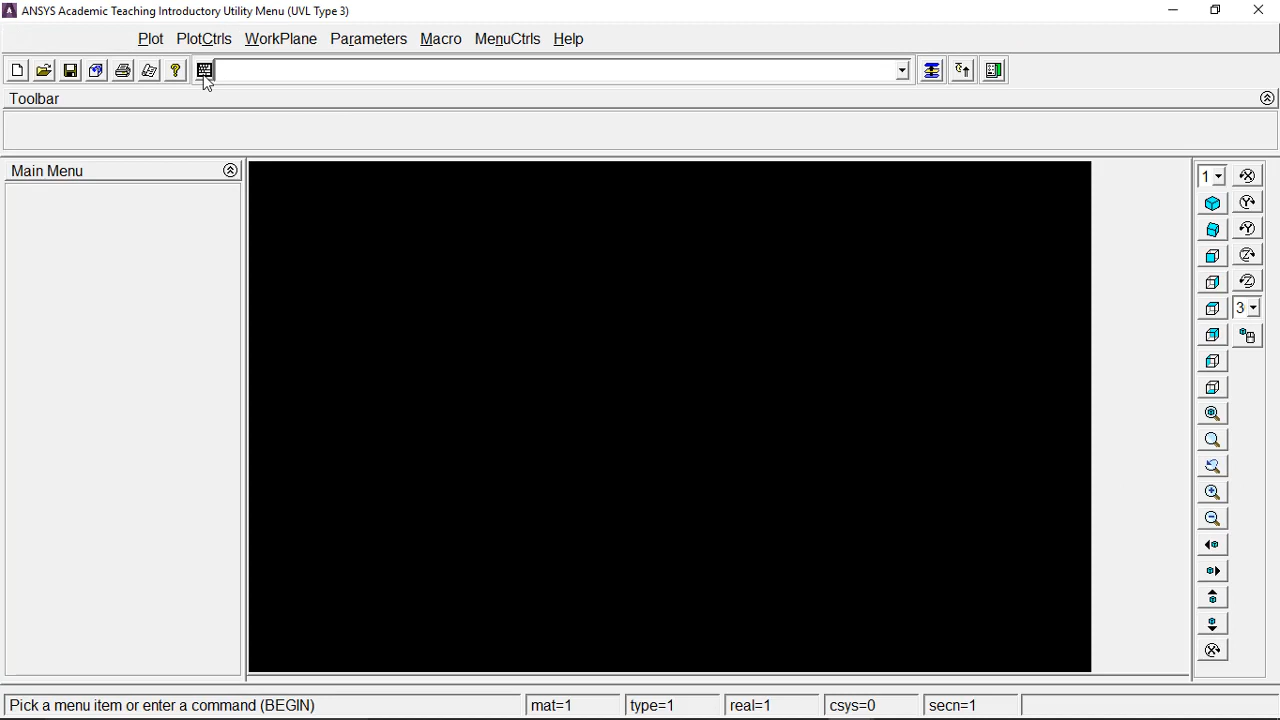 ANSYS Academic Teaching Introductory Utility Menu (UVL Type 3)
Plot PlotCtrls WorkPlane Parameters Macro MenuCtrls Help
Toolbar
Main Menu
1
3
Pick a menu item or enter a command (BEGIN) mat=1 type=1 real=1 csys=0 secn=1